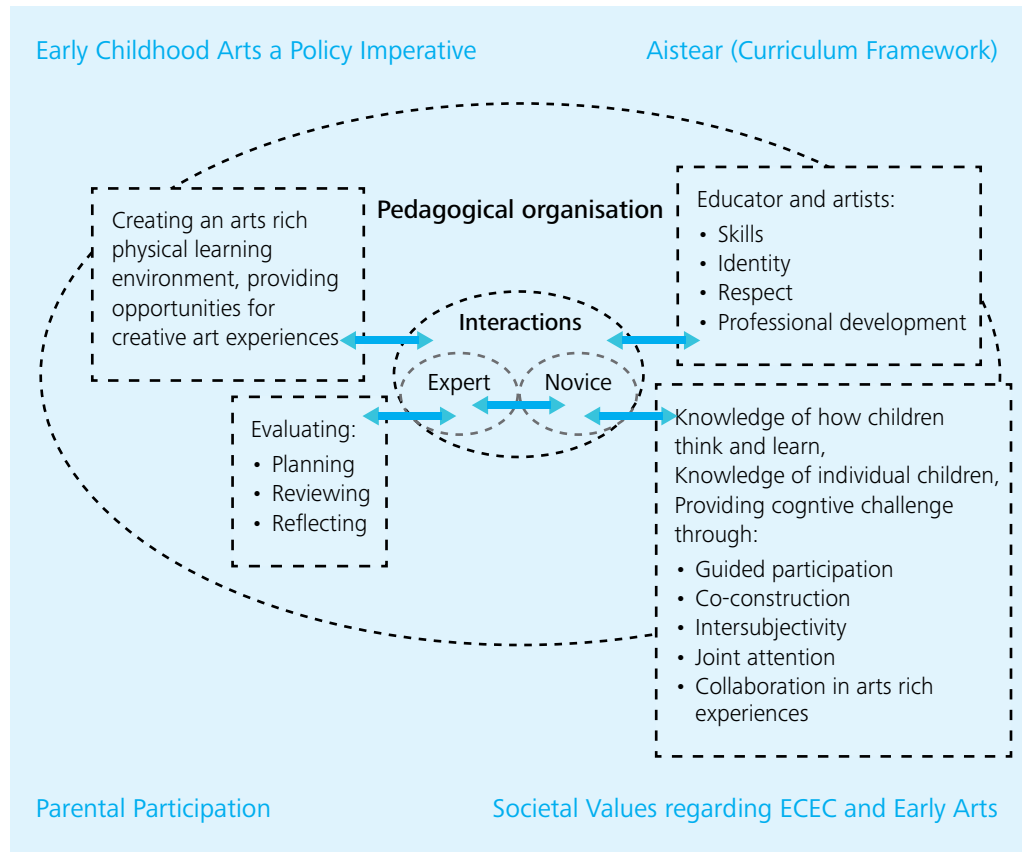 Early Childhood Arts a Policy Imperative
Aistear (Curriculum Framework)
Creating an arts rich
physical learning
environment, providing
opportunities for
creative art experiences
Pedagogical organisation
Educator and artists:
• Skills
• Identity
• Respect
• Professional development
Interactions
Expert
Novice
Evaluating:
• Planning
• Reviewing
• Reflecting
Knowledge of how children
think and learn,
Knowledge of individual children,
Providing cogntive challenge
through:
• Guided participation
• Co-construction
• Intersubjectivity
• Joint attention
• Collaboration in arts rich
experiences
Parental Participation
Societal Values regarding ECEC and Early Arts